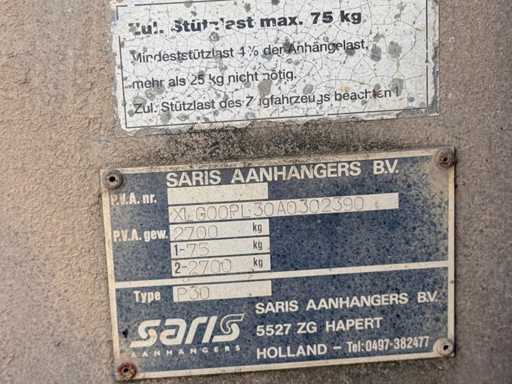 Zul. Stützlast max. 75 kg
Mindeststützlast 4% der Anhängelast,
mehr als 25 kg nicht nötig.
Zul. Stützlast des Zugfahrzeugs beachten!
SARIS AANHANGERS B.V.
P.V.A. nr.
XLG00PL30A0302390
P.V.A. gew. 2700 kg
1-75 kg
2-2700 kg
Type P30
saris
AANHANGERS
SARIS AANHANGERS B.V.
5527 ZG HAPERT
HOLLAND - Tel: 0497-382477